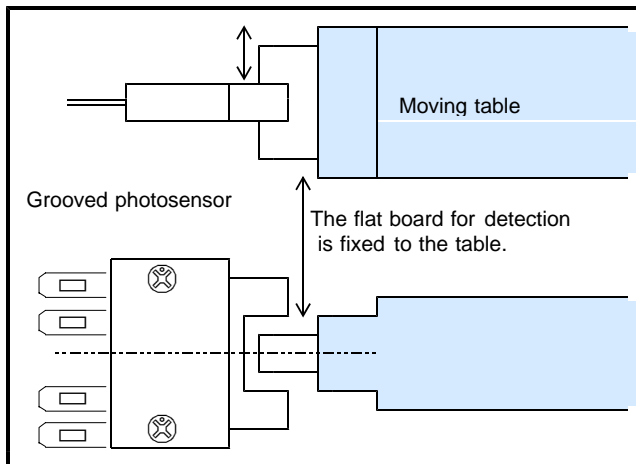 Moving table
Grooved photosensor
The flat board for detection
is fixed to the table.